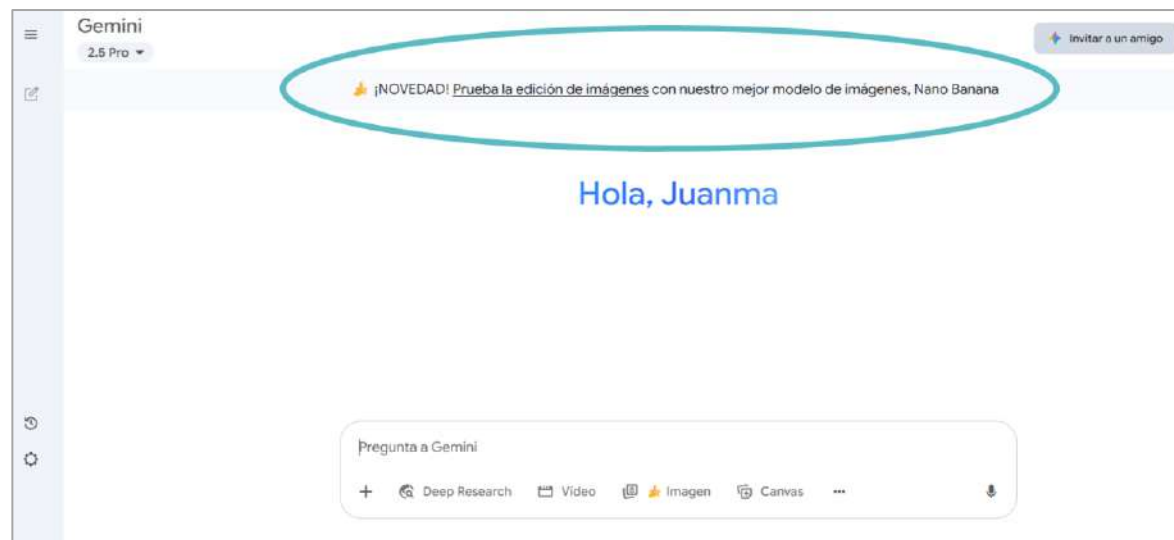 Gemini
2.5 Pro
Invitar a un amigo
¡NOVEDAD! Prueba la edición de imágenes con nuestro mejor modelo de imágenes, Nano Banana
Hola, Juanma
Pregunta a Gemini
Deep Research Vídeo Imagen Canvas